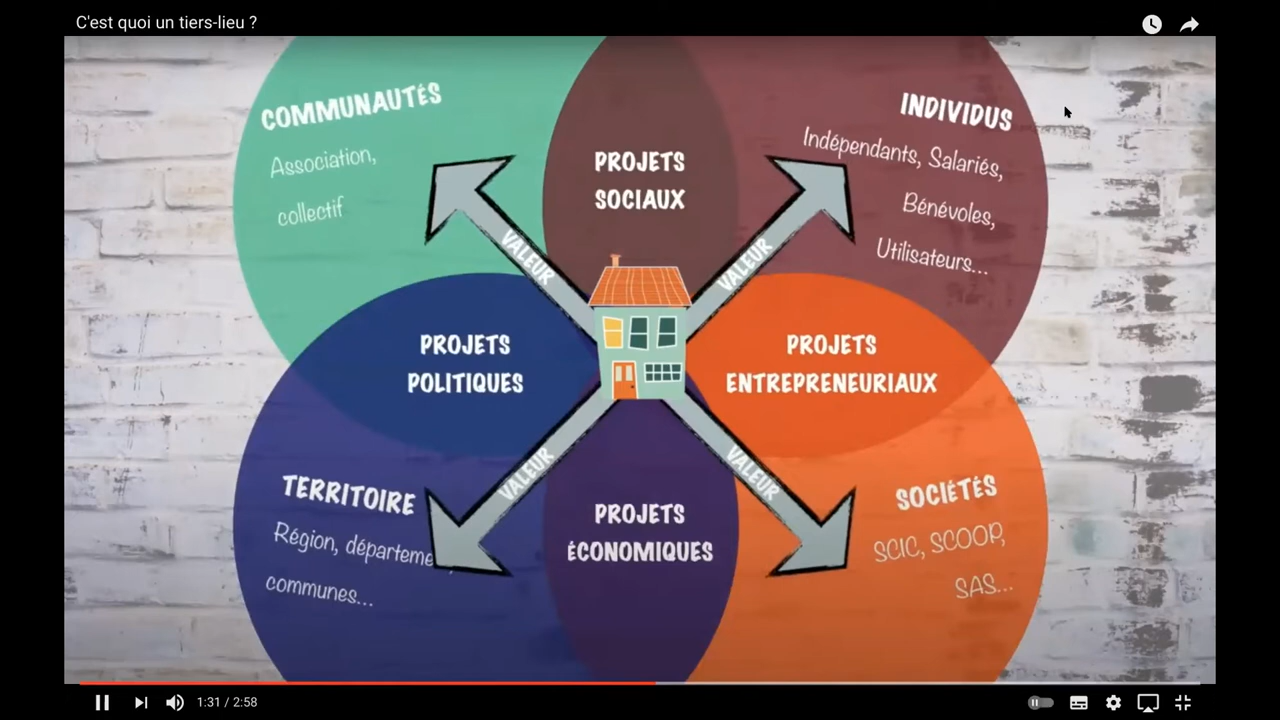 C'est quoi un tiers-lieu ?
COMMUNAUTÉS
Association,
collectif
PROJETS
SOCIAUX
INDIVIDUS
Indépendants, Salariés,
Bénévoles,
Utilisateurs...
VALEUR
VALEUR
PROJETS
POLITIQUES
PROJETS
ENTREPRENEURIAUX
VALEUR
VALEUR
TERRITOIRE
Région, départeme
communes...
PROJETS
ÉCONOMIQUES
SOCIÉTÉS
SCIC, SCOOP,
SAS...
1:31 / 2:58